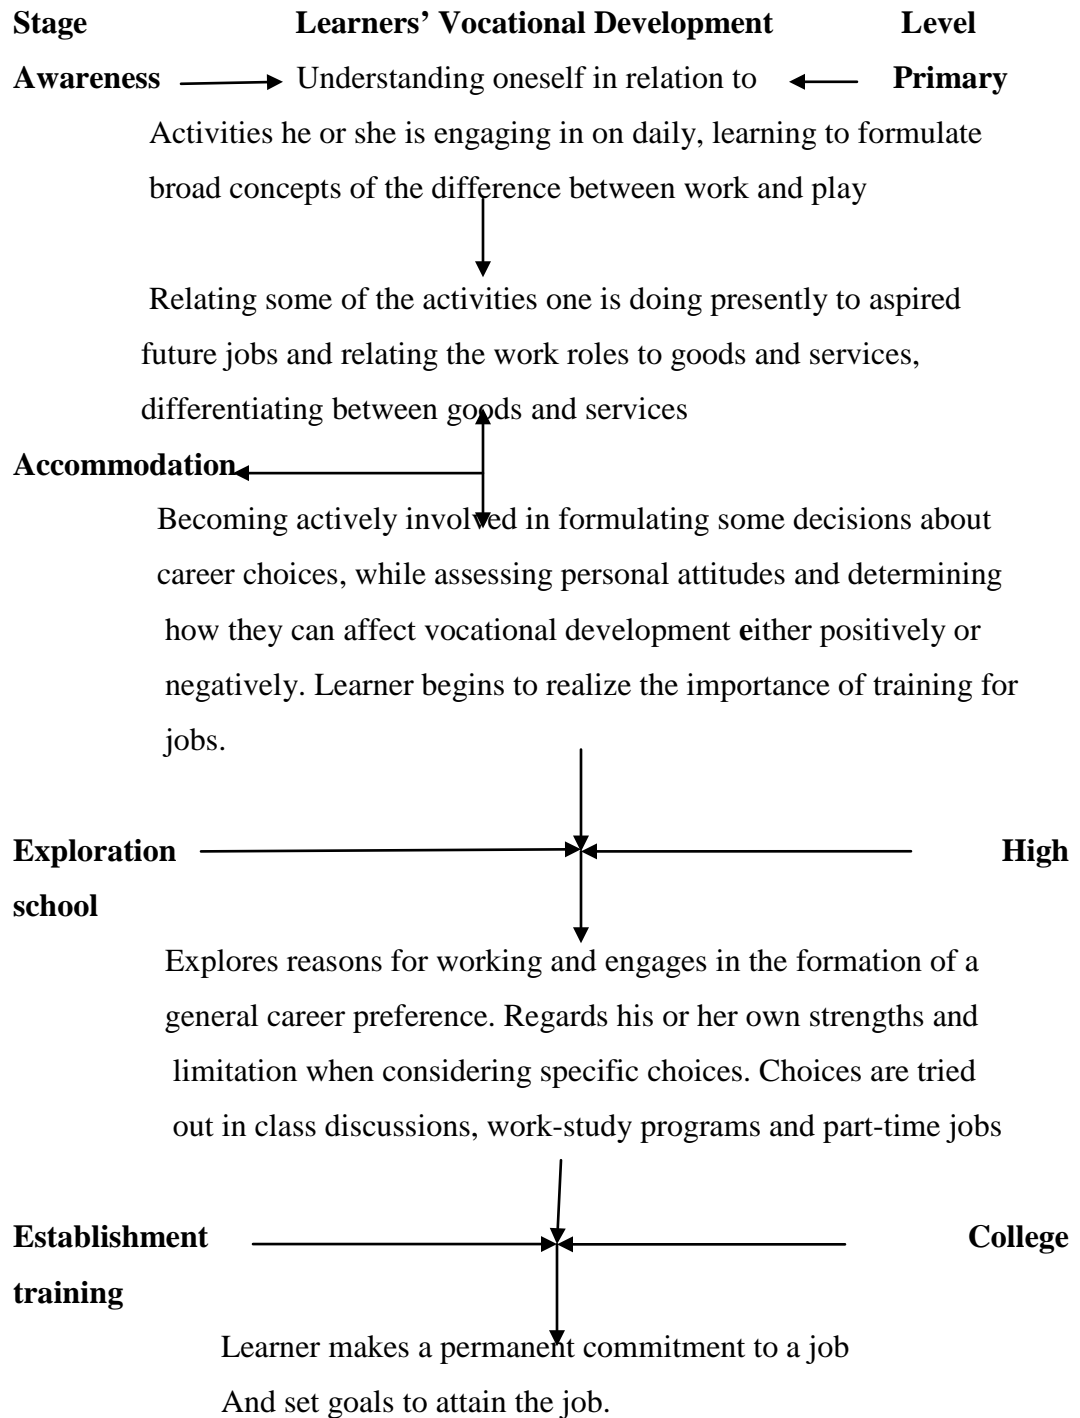 Stage Learners’ Vocational Development Level
Awareness Understanding oneself in relation to Primary
Activities he or she is engaging in on daily, learning to formulate
broad concepts of the difference between work and play
Relating some of the activities one is doing presently to aspired
future jobs and relating the work roles to goods and services,
differentiating between goods and services
Accommodation
Becoming actively involved in formulating some decisions about
career choices, while assessing personal attitudes and determining
how they can affect vocational development either positively or
negatively. Learner begins to realize the importance of training for
jobs.
Exploration High
school
Explores reasons for working and engages in the formation of a
general career preference. Regards his or her own strengths and
limitation when considering specific choices. Choices are tried
out in class discussions, work-study programs and part-time jobs
Establishment College
training
Learner makes a permanent commitment to a job
And set goals to attain the job.